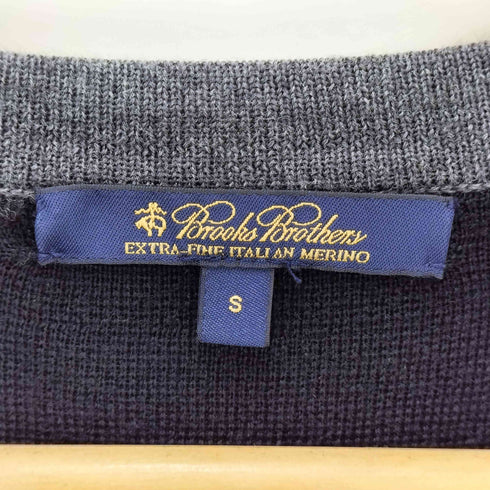 Brooks Brothers
EXTRA-FINE ITALIAN MERINO
S